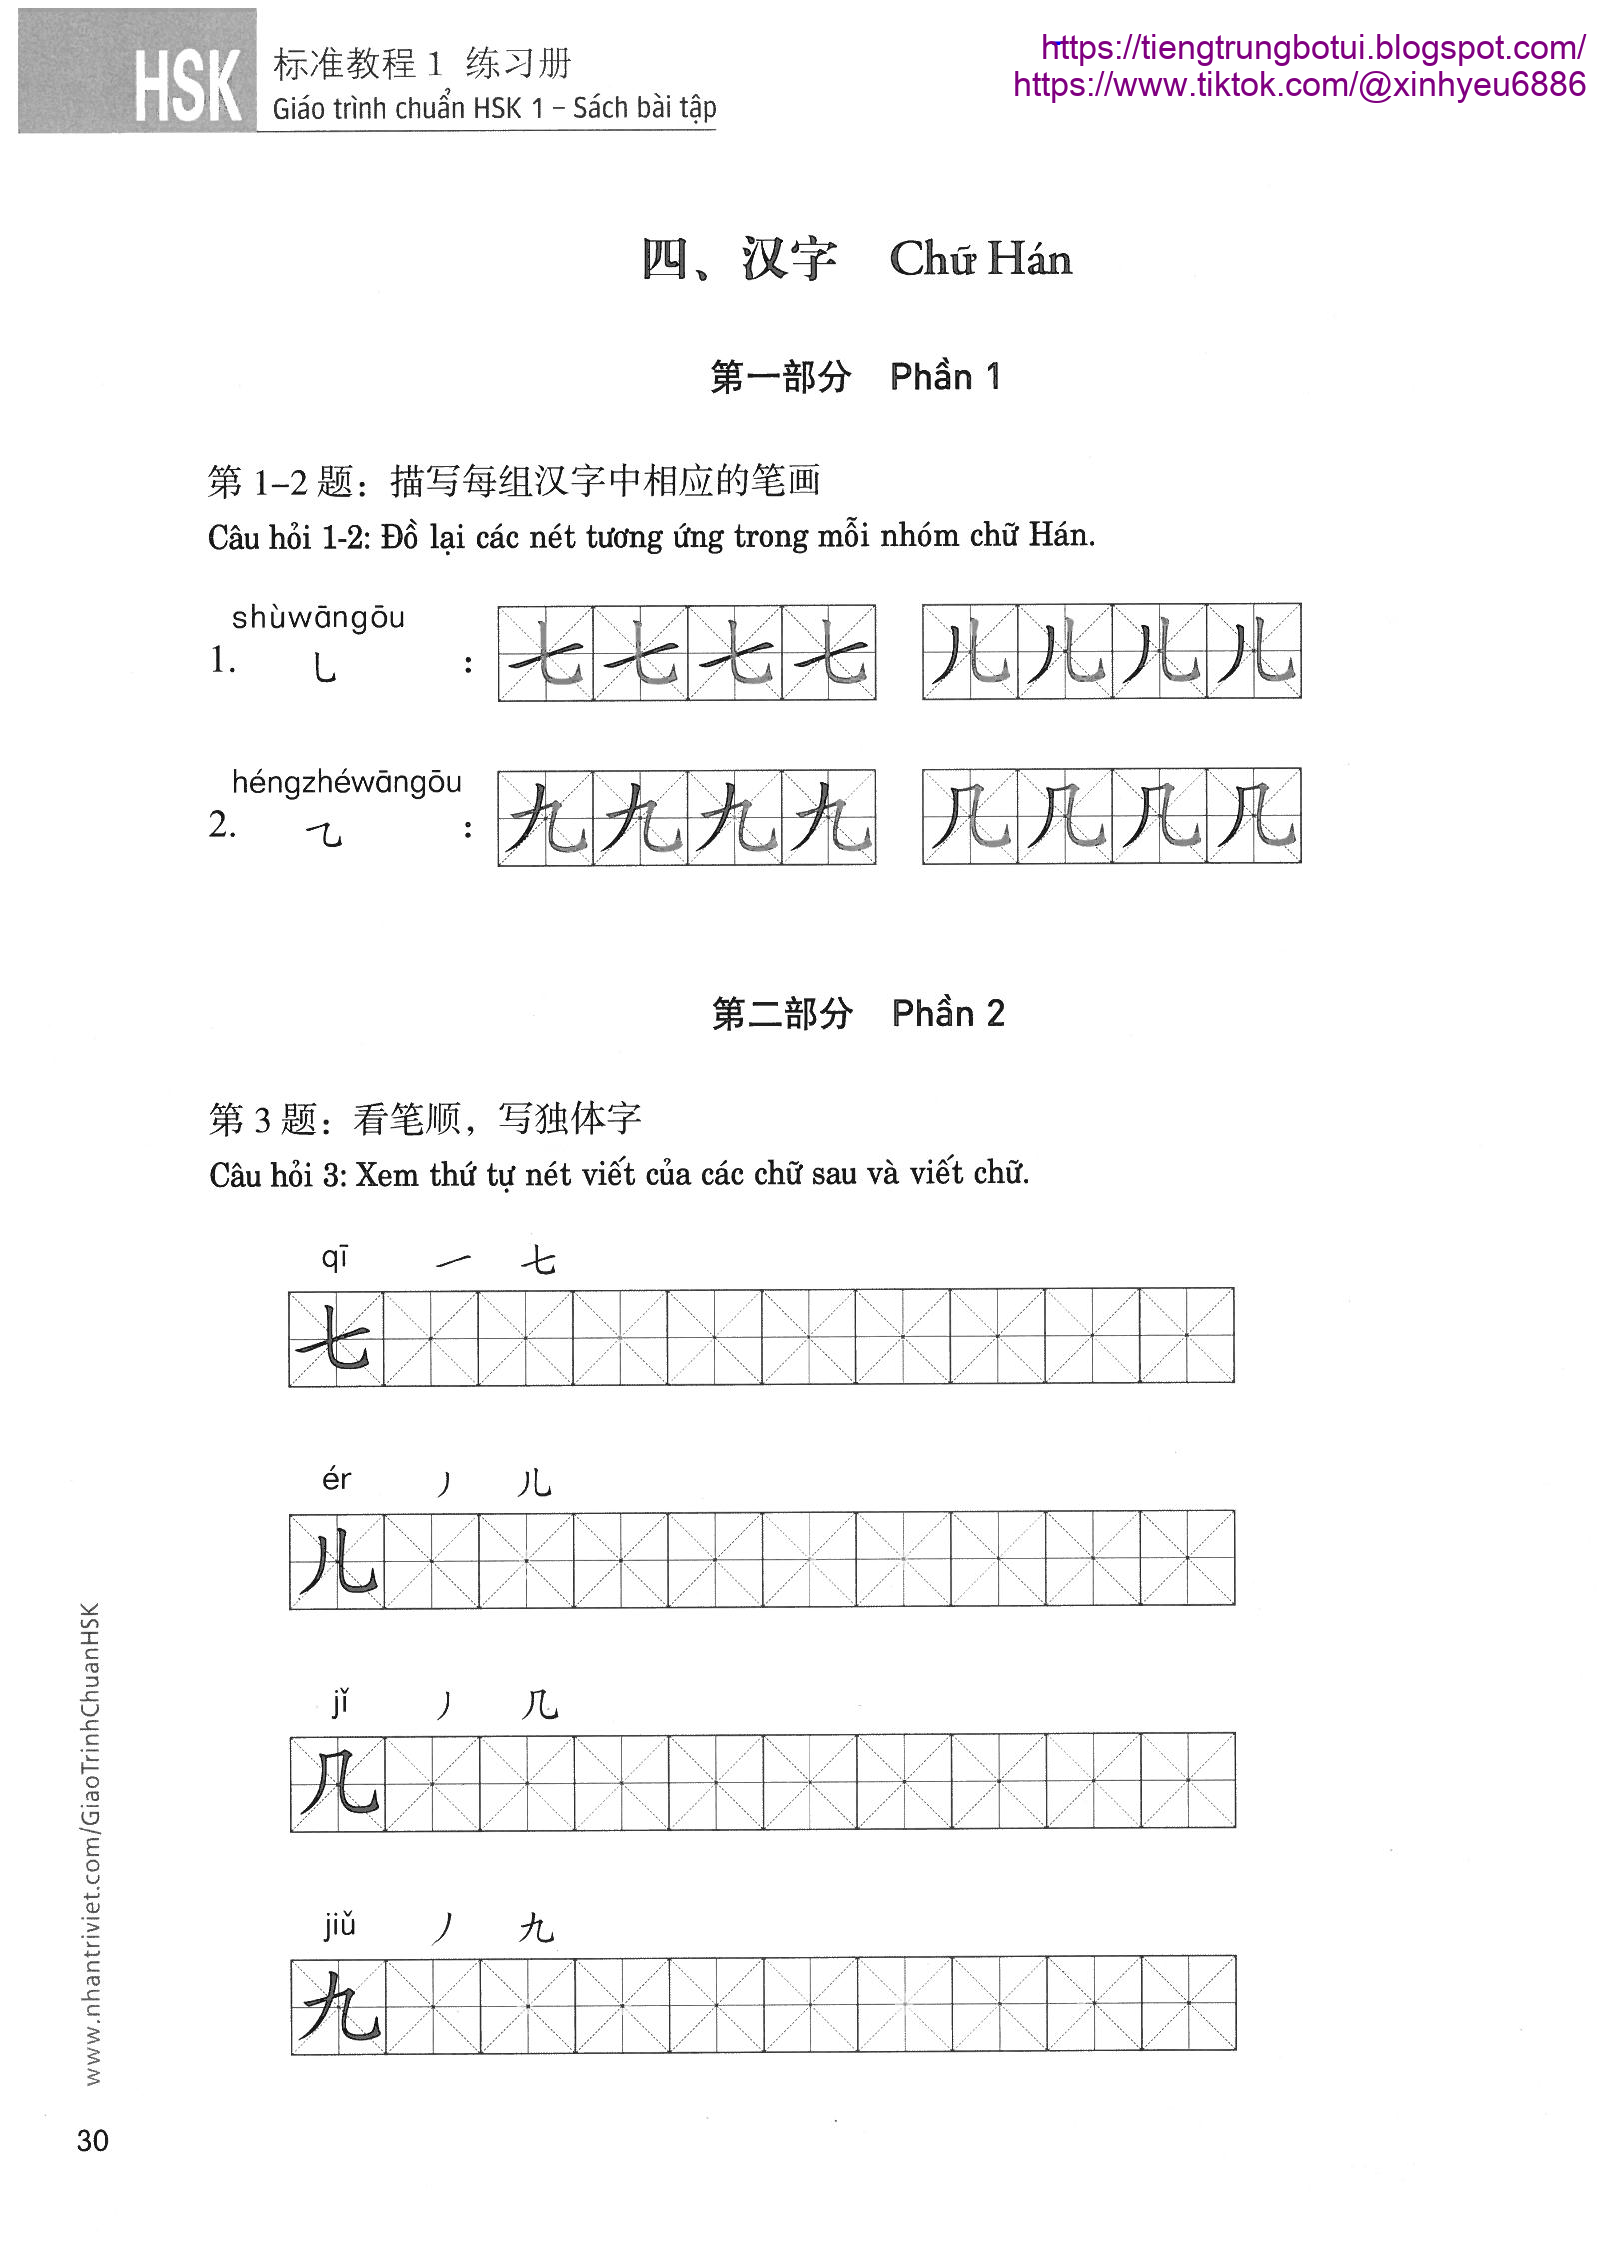 https://tiengtrungbotui.blogspot.com/
https://www.tiktok.com/@xinhyeu6886
HSK 标准教程 1 练习册
Giáo trình chuẩn HSK 1 – Sách bài tập
四、汉字 Chữ Hán
第一部分 Phần 1
第 1–2 题：描写每组汉字中相应的笔画
Câu hỏi 1-2: Đồ lại các nét tương ứng trong mỗi nhóm chữ Hán.
shùwāngōu
1. ㇟ : 七 七 七 七 儿 儿 儿 儿
héngzhéwāngōu
2. ㇈ : 九 九 九 九 几 几 几 几
第二部分 Phần 2
第 3 题：看笔顺，写独体字
Câu hỏi 3: Xem thứ tự nét viết của các chữ sau và viết chữ.
qī 一 七
七
ér 丿 儿
儿
jǐ 丿 几
几
jiǔ 丿 九
九
www.nhantriviet.com/GiaoTrinhChuanHSK
30